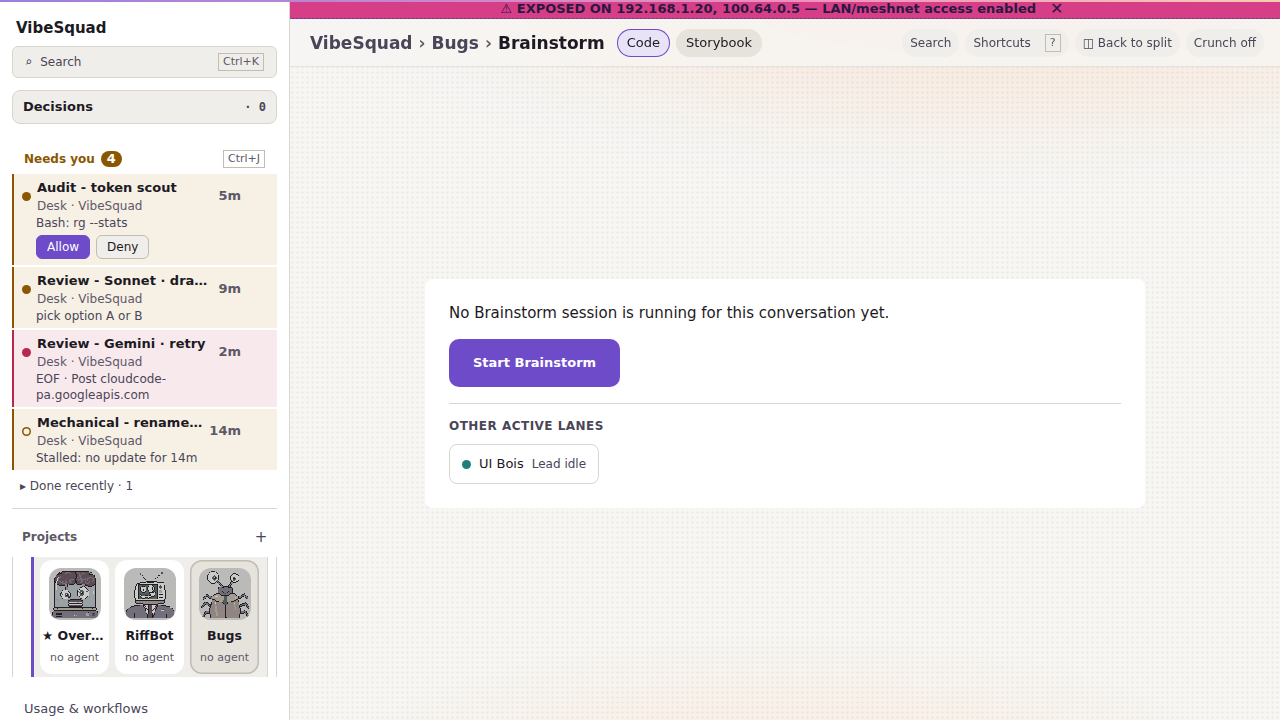 ⚠ EXPOSED ON 192.168.1.20, 100.64.0.5 — LAN/meshnet access enabled ✕
VibeSquad
Search Ctrl+K
Decisions · 0
Needs you 4 Ctrl+J
Audit - token scout 5m
Desk · VibeSquad
Bash: rg --stats
Allow Deny
Review - Sonnet · dra… 9m
Desk · VibeSquad
pick option A or B
Review - Gemini · retry 2m
Desk · VibeSquad
EOF · Post cloudcode-
pa.googleapis.com
Mechanical - rename… 14m
Desk · VibeSquad
Stalled: no update for 14m
▸ Done recently · 1
Projects +
★ Over… RiffBot Bugs
no agent no agent no agent
Usage & workflows
VibeSquad › Bugs › Brainstorm Code Storybook Search Shortcuts ? Back to split Crunch off
No Brainstorm session is running for this conversation yet.
Start Brainstorm
OTHER ACTIVE LANES
UI Bois Lead idle